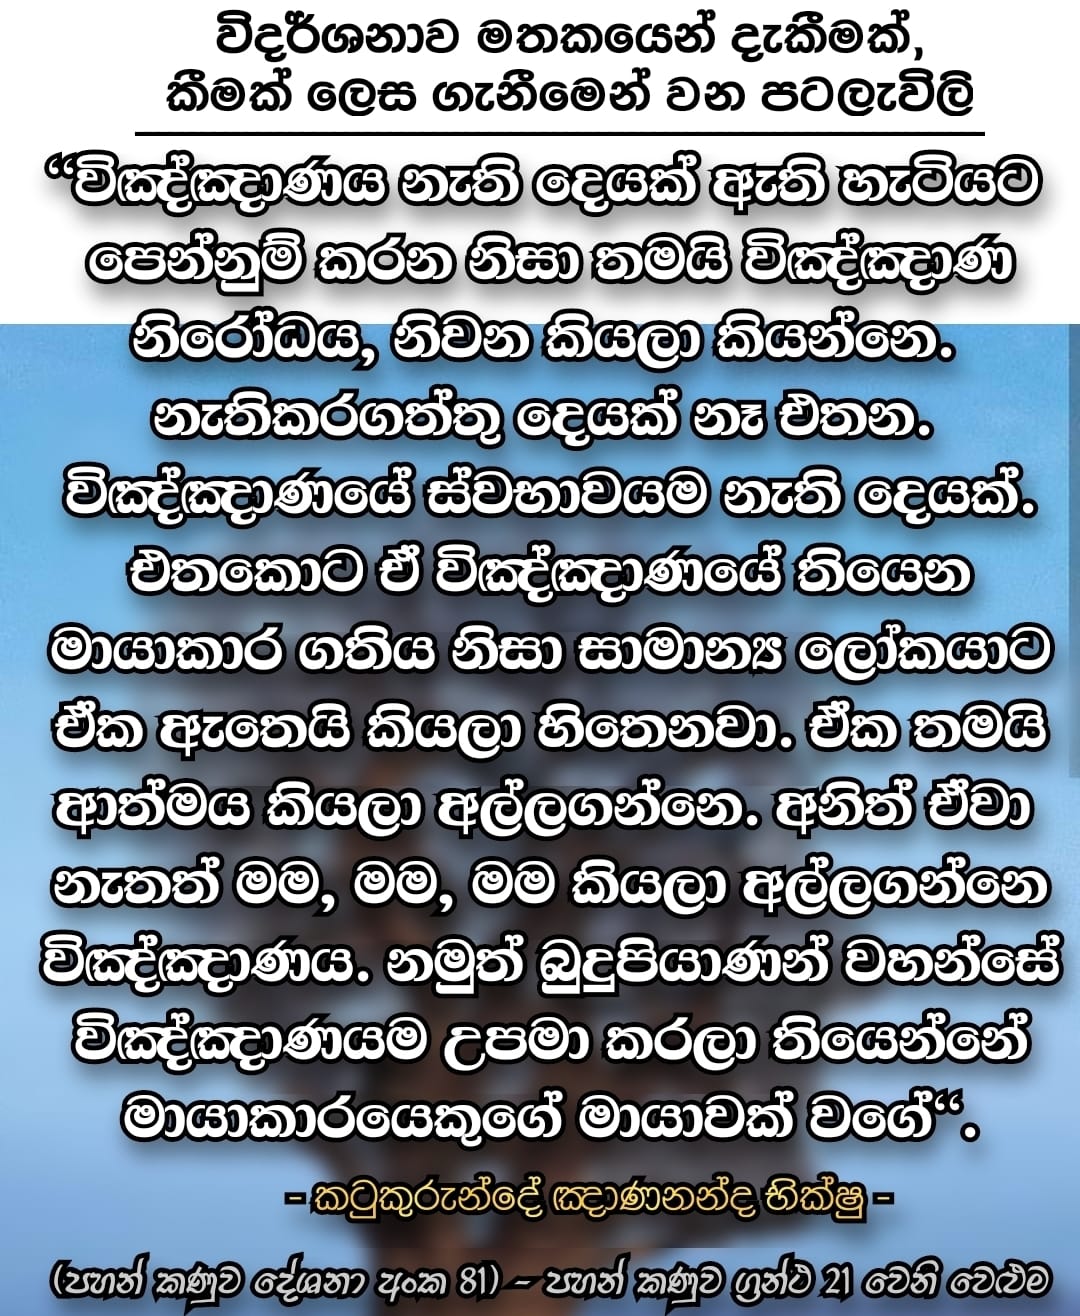 විදර්ශනාව මතකයෙන් දැකීමක්,
කීමක් ලෙස ගැනීමෙන් වන පටලැවිලි
“විඤ්ඤාණය නැති දෙයක් ඇති හැටියට
පෙන්නුම් කරන නිසා තමයි විඤ්ඤාණ
නිරෝධය, නිවන කියලා කියන්නෙ.
නැතිකරගත්තු දෙයක් නෑ එතන.
විඤ්ඤාණයේ ස්වභාවයම නැති දෙයක්.
එතකොට ඒ විඤ්ඤාණයේ තියෙන
මායාකාර ගතිය නිසා සාමාන්‍ය ලෝකයාට
ඒක ඇතෙයි කියලා හිතෙනවා. ඒක තමයි
ආත්මය කියලා අල්ලගන්නෙ. අනිත් ඒවා
නැතත් මම, මම, මම කියලා අල්ලගන්නෙ
විඤ්ඤාණය. නමුත් බුදුපියාණන් වහන්සේ
විඤ්ඤාණයම උපමා කරලා තියෙන්නේ
මායාකාරයෙකුගේ මායාවක් වගේ“.
- කටුකුරුන්දේ ඤාණනන්ද භික්ෂු -
(පහන් කණුව දේශනා අංක 81) - පහන් කණුව ග්‍රන්ථ 21 වෙනි වෙළුම